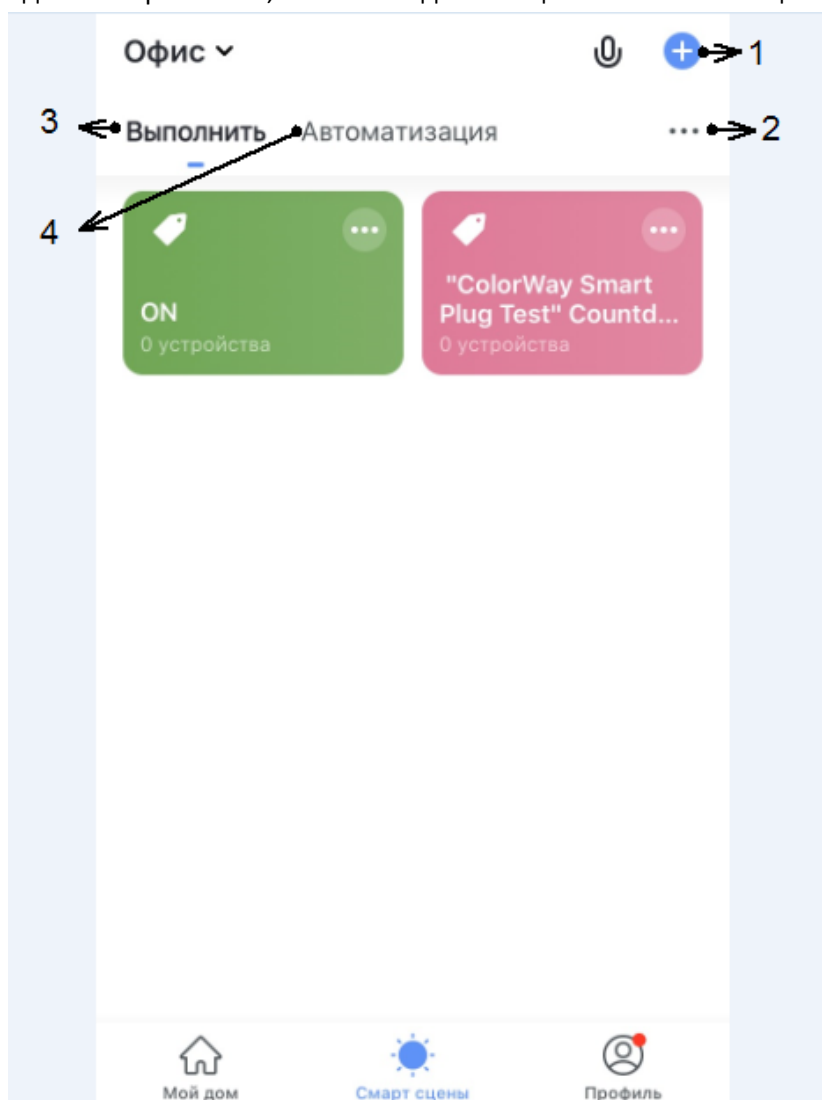 Офис
1
3
Выполнить Автоматизация
2
4
ON
0 устройства
"ColorWay Smart
Plug Test" Countd...
0 устройства
Мой дом Смарт сцены Профиль